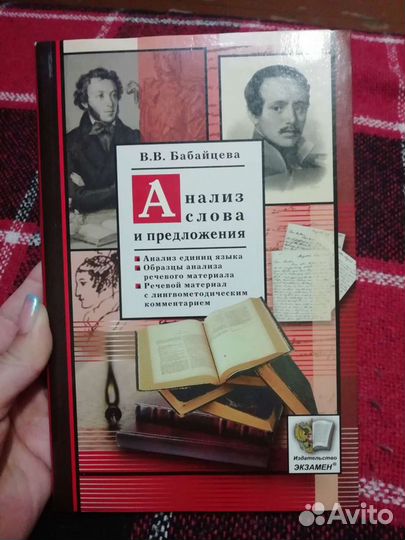 В.В. Бабайцева
Анализ
слова
и предложения
Анализ единиц языка
Образцы анализа
речевого материала
Речевой материал
с лингвометодическим
комментарием
Издательство
ЭКЗАМЕН®
Avito